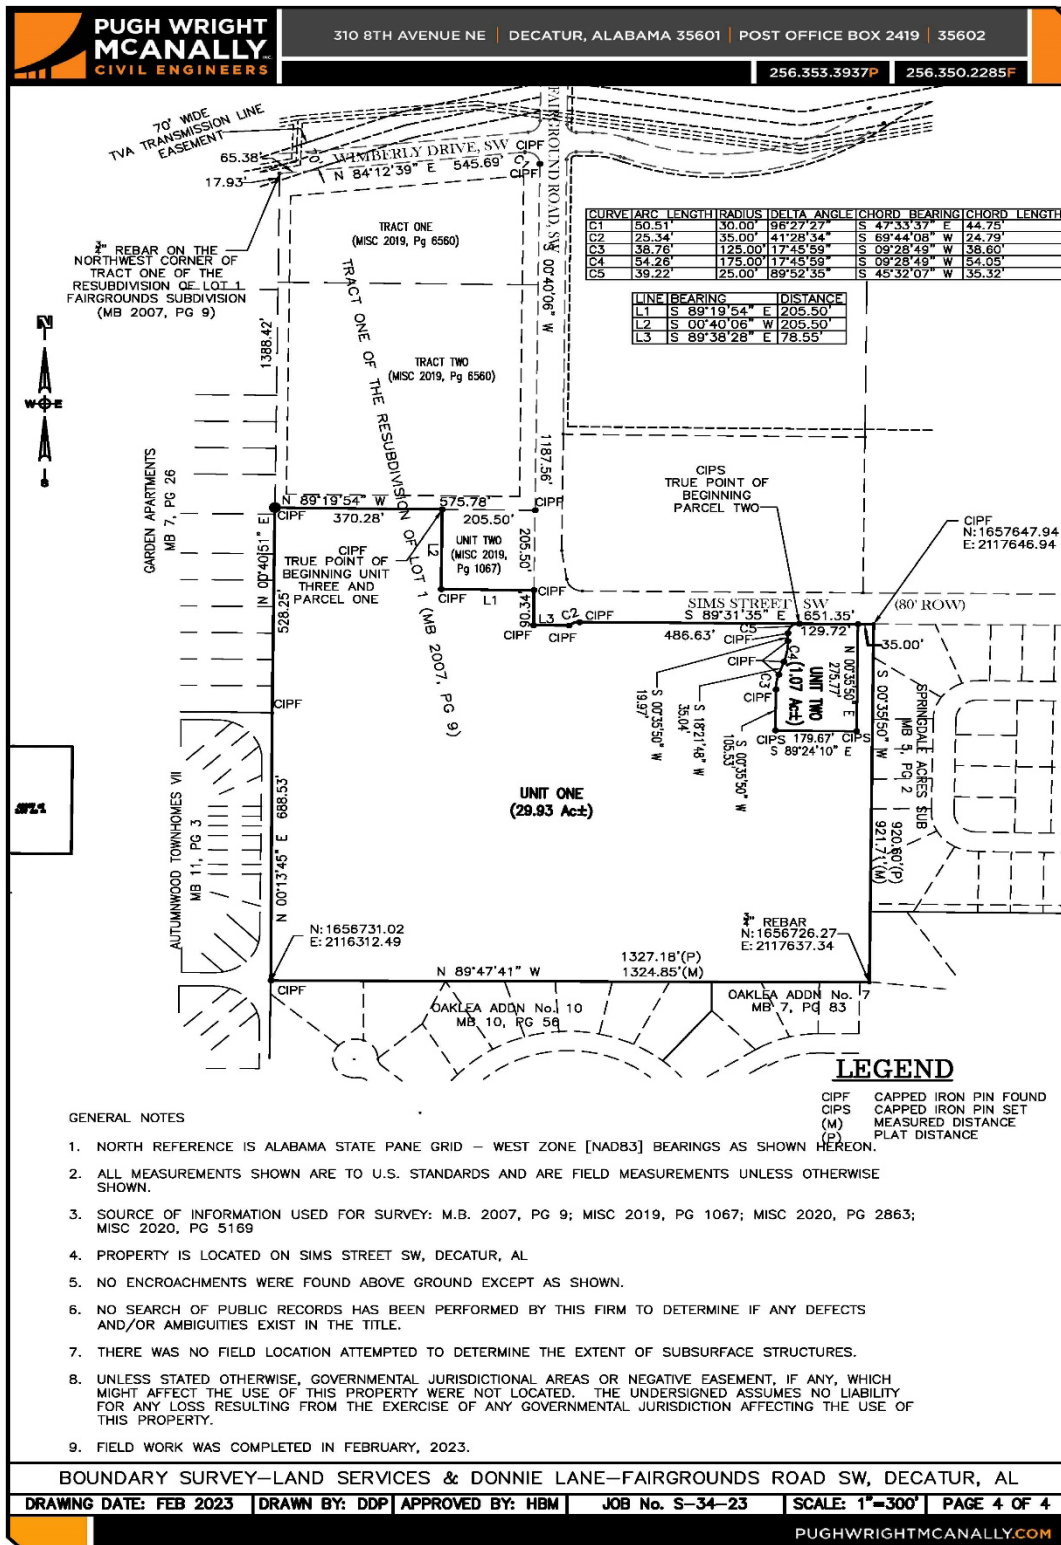 PUGH WRIGHT
MCANALLY INC
CIVIL ENGINEERS
310 8TH AVENUE NE | DECATUR, ALABAMA 35601 | POST OFFICE BOX 2419 | 35602
256.353.3937P
256.350.2285F
70' WIDE
TVA TRANSMISSION LINE
EASEMENT
65.38'
17.93'
70'
WIMBERLY DRIVE, SW
N 84°12'39" E 545.69'
CIPF
C1
CIPF
FAIRGROUND ROAD, SW
S 00°40'06" W
1187.56'
TRACT ONE
(MISC 2019, Pg 6560)
3/4" REBAR ON THE
NORTHWEST CORNER OF
TRACT ONE OF THE
RESUBDIVISION OF LOT 1
FAIRGROUNDS SUBDIVISION
(MB 2007, PG 9)
CURVE ARC LENGTH RADIUS DELTA ANGLE CHORD BEARING CHORD LENGTH
C1 50.51' 30.00' 96°27'27" S 47°33'37" E 44.75'
C2 25.34' 35.00' 41°28'34" S 69°44'08" W 24.79'
C3 38.76' 125.00' 17°45'59" S 09°28'49" W 38.60'
C4 54.26' 175.00' 17°45'59" S 09°28'49" W 54.05'
C5 39.22' 25.00' 89°52'35" S 45°32'07" W 35.32'
LINE BEARING DISTANCE
L1 S 89°19'54" E 205.50'
L2 S 00°40'06" W 205.50'
L3 S 89°38'28" E 78.55'
N
W E
S
1388.42'
TRACT TWO
(MISC 2019, Pg 6560)
TRACT ONE OF THE RESUBDIVISION OF LOT 1 (MB 2007, PG 9)
GARDEN APARTMENTS
MB 7, PG 26
N 89°19'54" W 575.78'
CIPF
370.28'
205.50'
CIPF
CIPF
TRUE POINT OF
BEGINNING UNIT
THREE AND
PARCEL ONE
L2
UNIT TWO
(MISC 2019,
Pg 1067)
205.50'
CIPF
L1
CIPF
90.34'
CIPF
L3
C2
CIPF
CIPS
TRUE POINT OF
BEGINNING
PARCEL TWO
CIPF
N:1657647.94
E:2117646.94
SIMS STREET SW (80' ROW)
S 89°31'35" E 651.35'
486.63'
C5
CIPF
129.72'
35.00'
CIPF
C4
C3
CIPF
UNIT TWO
(1.07 Ac±)
N 00°35'50" E
275.77'
S 00°35'50" W
19.97'
S 18°21'48" W
35.04'
S 00°35'50" W
105.53'
CIPS 179.67' CIPS
S 89°24'10" E
S 00°35'50" W
920.60'(P)
921.71'(M)
SPRINGDALE ACRES SUB
MB 5, PG 2
N 00°40'51" E
528.25'
CIPF
UNIT ONE
(29.93 Ac±)
AUTUMNWOOD TOWNHOMES VII
MB 11, PG 3
N 00°13'45" E 688.53'
N:1656731.02
E:2116312.49
3/4" REBAR
N:1656726.27
E:2117637.34
1327.18'(P)
N 89°47'41" W 1324.85'(M)
CIPF
OAKLEA ADDN No. 10
MB 10, PG 56
OAKLEA ADDN No. 7
MB 7, PG 83
LEGEND
CIPF CAPPED IRON PIN FOUND
CIPS CAPPED IRON PIN SET
(M) MEASURED DISTANCE
(P) PLAT DISTANCE
GENERAL NOTES
1. NORTH REFERENCE IS ALABAMA STATE PANE GRID – WEST ZONE [NAD83] BEARINGS AS SHOWN HEREON.
2. ALL MEASUREMENTS SHOWN ARE TO U.S. STANDARDS AND ARE FIELD MEASUREMENTS UNLESS OTHERWISE
SHOWN.
3. SOURCE OF INFORMATION USED FOR SURVEY: M.B. 2007, PG 9; MISC 2019, PG 1067; MISC 2020, PG 2863;
MISC 2020, PG 5169
4. PROPERTY IS LOCATED ON SIMS STREET SW, DECATUR, AL
5. NO ENCROACHMENTS WERE FOUND ABOVE GROUND EXCEPT AS SHOWN.
6. NO SEARCH OF PUBLIC RECORDS HAS BEEN PERFORMED BY THIS FIRM TO DETERMINE IF ANY DEFECTS
AND/OR AMBIGUITIES EXIST IN THE TITLE.
7. THERE WAS NO FIELD LOCATION ATTEMPTED TO DETERMINE THE EXTENT OF SUBSURFACE STRUCTURES.
8. UNLESS STATED OTHERWISE, GOVERNMENTAL JURISDICTIONAL AREAS OR NEGATIVE EASEMENT, IF ANY, WHICH
MIGHT AFFECT THE USE OF THIS PROPERTY WERE NOT LOCATED. THE UNDERSIGNED ASSUMES NO LIABILITY
FOR ANY LOSS RESULTING FROM THE EXERCISE OF ANY GOVERNMENTAL JURISDICTION AFFECTING THE USE OF
THIS PROPERTY.
9. FIELD WORK WAS COMPLETED IN FEBRUARY, 2023.
BOUNDARY SURVEY–LAND SERVICES & DONNIE LANE–FAIRGROUNDS ROAD SW, DECATUR, AL
DRAWING DATE: FEB 2023 DRAWN BY: DDP APPROVED BY: HBM JOB No. S-34-23 SCALE: 1"=300' PAGE 4 OF 4
PUGHWRIGHTMCANALLY.COM